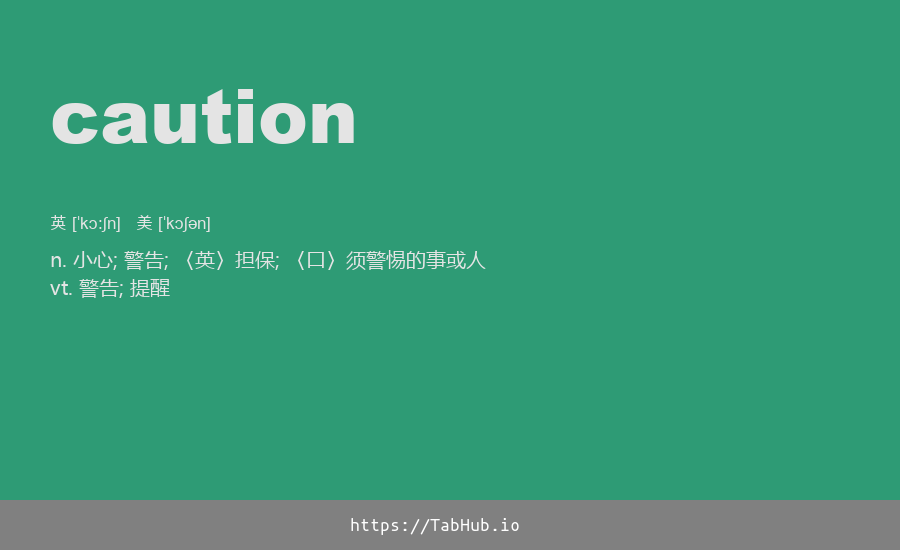 caution
英 [ˈkɔːʃn] 美 [ˈkɔʃən]
n. 小心; 警告; 〈英〉担保; 〈口〉须警惕的事或人
vt. 警告; 提醒
https://TabHub.io